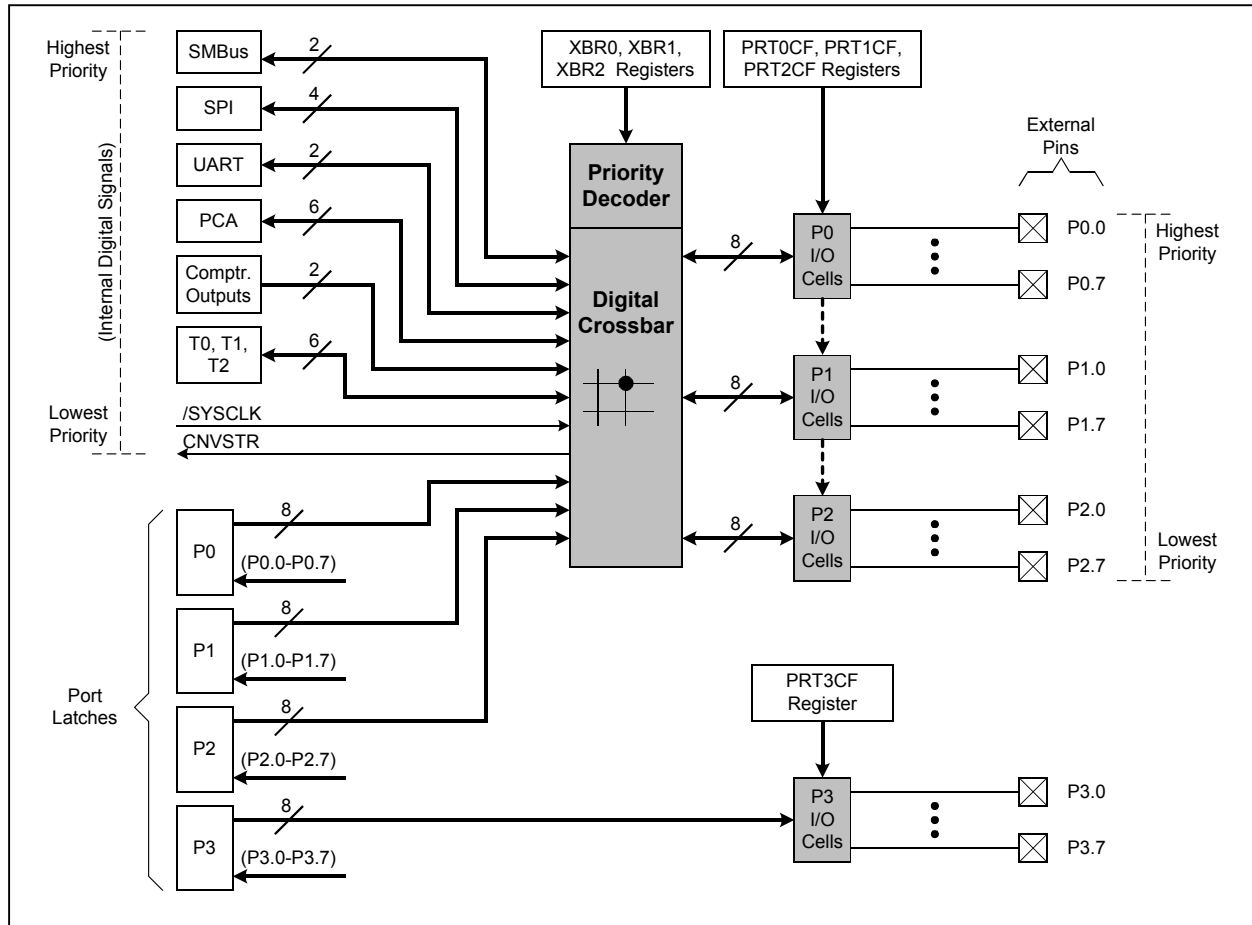 Highest
Priority
(Internal Digital Signals)
Lowest
Priority
SMBus
2
SPI
4
UART
2
PCA
6
Comptr.
Outputs
2
T0, T1,
T2
6
/SYSCLK
CNVSTR
XBR0, XBR1,
XBR2 Registers
PRT0CF, PRT1CF,
PRT2CF Registers
Priority
Decoder
Digital
Crossbar
8
P0
I/O
Cells
8
P1
I/O
Cells
8
P2
I/O
Cells
External
Pins
P0.0
P0.7
P1.0
P1.7
P2.0
P2.7
Highest
Priority
Lowest
Priority
Port
Latches
P0
8
(P0.0-P0.7)
P1
8
(P1.0-P1.7)
P2
8
(P2.0-P2.7)
P3
8
(P3.0-P3.7)
PRT3CF
Register
P3
I/O
Cells
P3.0
P3.7